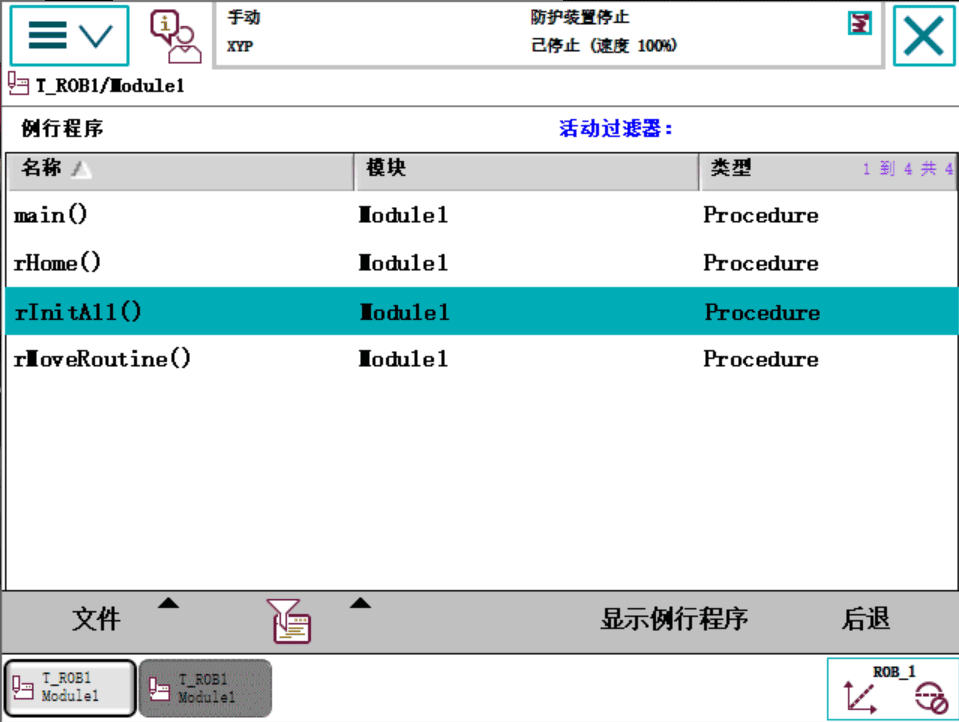 手动
XYP
防护装置停止
己停止 (速度 100%)
T_ROB1/Module1
例行程序
活动过滤器：
名称 模块 类型 1 到 4 共 4
main() Module1 Procedure
rHome() Module1 Procedure
rInitAll() Module1 Procedure
rMoveRoutine() Module1 Procedure
文件 显示例行程序 后退
T_ROB1
Module1
T_ROB1
Module1
ROB_1